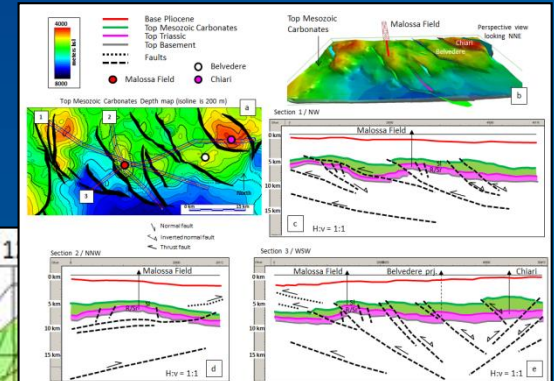 4000
meters bsl
8000
Base Pliocene
Top Mesozoic Carbonates
Top Triassic
Top Basement
Faults
Belvedere
Malossa Field
Chiari
Top Mesozoic Carbonates Depth map (isoline is 200 m)
a
1
2
3
North
0 km
Normal fault
Inverted normal fault
Thrust fault
Top Mesozoic
Carbonates
Malossa Field
Perspective view
looking NNE
Chiari
Belvedere
b
Section 1 / NW
Malossa Field
0 km
5 km
10 km
15 km
c
H:v = 1:1
Section 2 / NNW
Malossa Field
0 km
5 km
10 km
15 km
H:v = 1:1
d
Section 3 / WSW
Malossa Field
Belvedere prj.
Chiari
0 km
5 km
10 km
15 km
H:v = 1:1
e